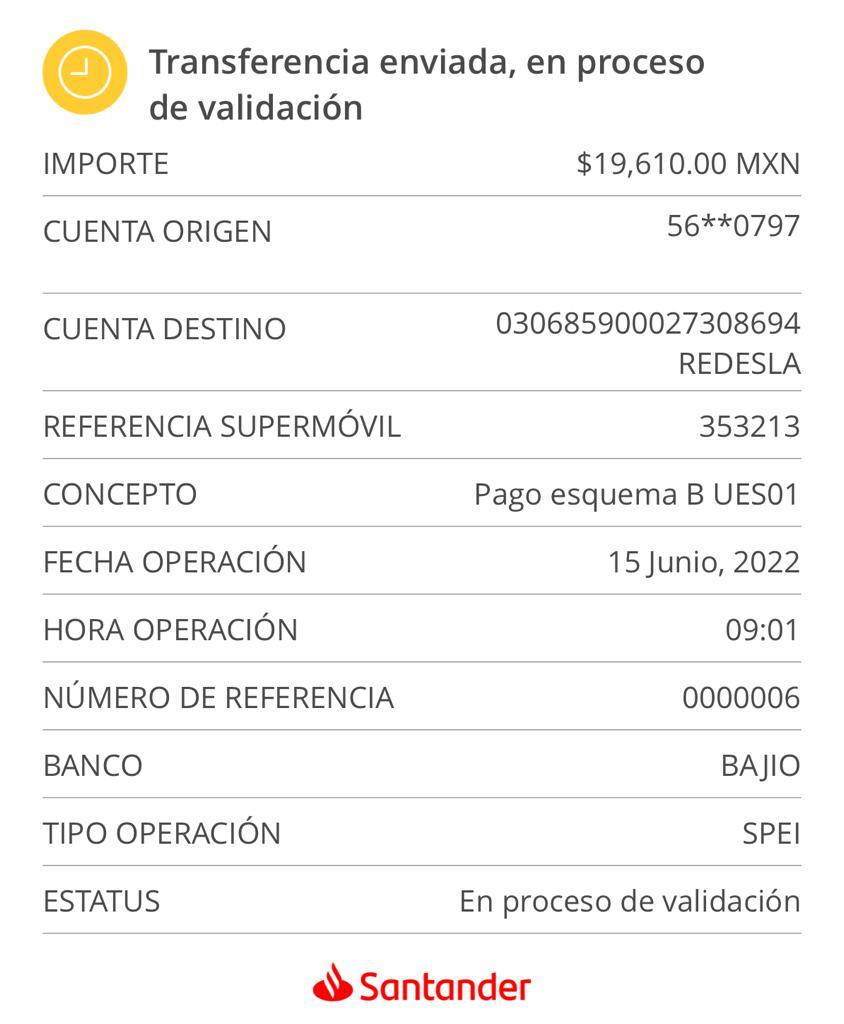 Transferencia enviada, en proceso
de validación
IMPORTE $19,610.00 MXN
CUENTA ORIGEN 56**0797
CUENTA DESTINO 030685900027308694
REDESLA
REFERENCIA SUPERMÓVIL 353213
CONCEPTO Pago esquema B UES01
FECHA OPERACIÓN 15 Junio, 2022
HORA OPERACIÓN 09:01
NÚMERO DE REFERENCIA 0000006
BANCO BAJIO
TIPO OPERACIÓN SPEI
ESTATUS En proceso de validación
Santander